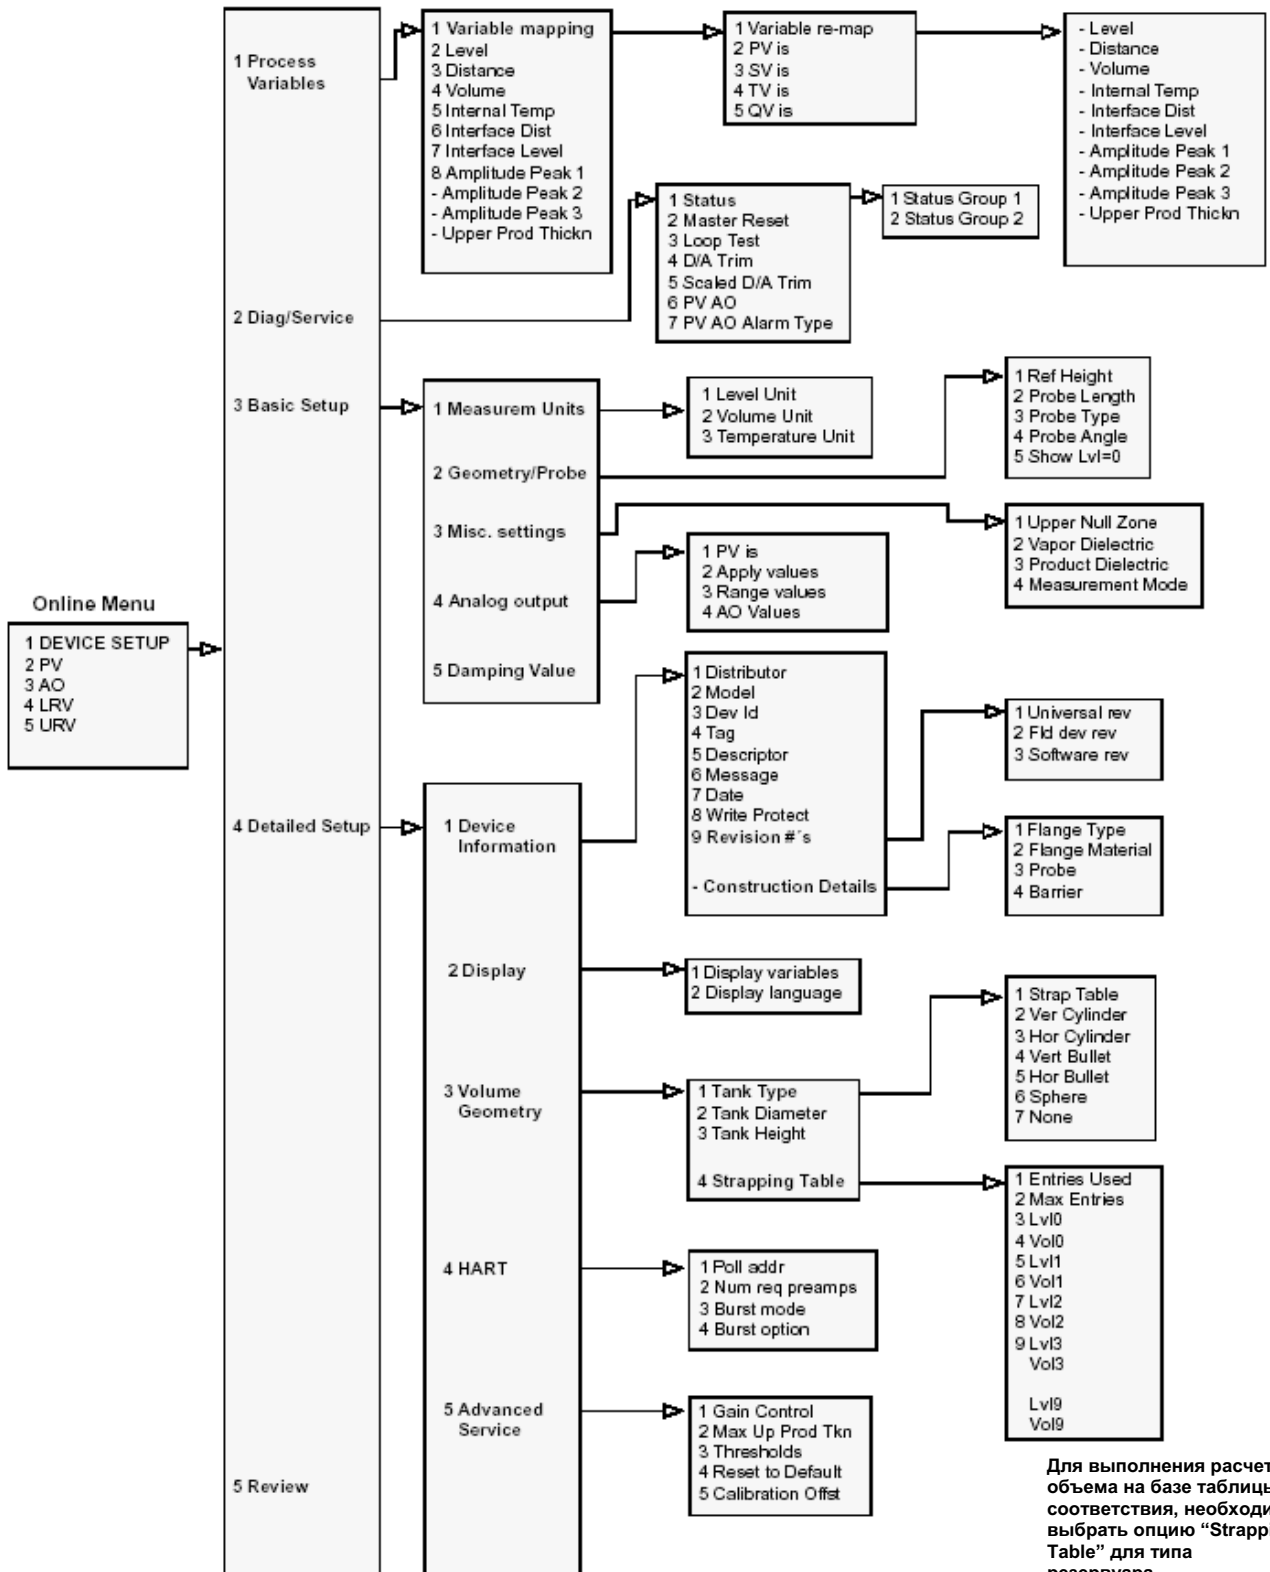 Online Menu
1 DEVICE SETUP
2 PV
3 AO
4 LRV
5 URV
1 Process
Variables
2 Diag/Service
3 Basic Setup
4 Detailed Setup
5 Review
1 Variable mapping
2 Level
3 Distance
4 Volume
5 Internal Temp
6 Interface Dist
7 Interface Level
8 Amplitude Peak 1
- Amplitude Peak 2
- Amplitude Peak 3
- Upper Prod Thickn
1 Variable re-map
2 PV is
3 SV is
4 TV is
5 QV is
- Level
- Distance
- Volume
- Internal Temp
- Interface Dist
- Interface Level
- Amplitude Peak 1
- Amplitude Peak 2
- Amplitude Peak 3
- Upper Prod Thickn
1 Status
2 Master Reset
3 Loop Test
4 D/A Trim
5 Scaled D/A Trim
6 PV AO
7 PV AO Alarm Type
1 Status Group 1
2 Status Group 2
1 Measurem Units
2 Geometry/Probe
3 Misc. settings
4 Analog output
5 Damping Value
1 Level Unit
2 Volume Unit
3 Temperature Unit
1 Ref Height
2 Probe Length
3 Probe Type
4 Probe Angle
5 Show Lvl=0
1 Upper Null Zone
2 Vapor Dielectric
3 Product Dielectric
4 Measurement Mode
1 PV is
2 Apply values
3 Range values
4 AO Values
1 Device
Information
2 Display
3 Volume
Geometry
4 HART
5 Advanced
Service
1 Distributor
2 Model
3 Dev Id
4 Tag
5 Descriptor
6 Message
7 Date
8 Write Protect
9 Revision #´s
- Construction Details
1 Universal rev
2 Fld dev rev
3 Software rev
1 Flange Type
2 Flange Material
3 Probe
4 Barrier
1 Display variables
2 Display language
1 Tank Type
2 Tank Diameter
3 Tank Height
4 Strapping Table
1 Strap Table
2 Ver Cylinder
3 Hor Cylinder
4 Vert Bullet
5 Hor Bullet
6 Sphere
7 None
1 Entries Used
2 Max Entries
3 Lvl0
4 Vol0
5 Lvl1
6 Vol1
7 Lvl2
8 Vol2
9 Lvl3
Vol3
Lvl9
Vol9
1 Poll addr
2 Num req preamps
3 Burst mode
4 Burst option
1 Gain Control
2 Max Up Prod Tkn
3 Thresholds
4 Reset to Default
5 Calibration Offst
Для выполнения расчет
объема на базе таблицы
соответствия, необходи
выбрать опцию “Strappi
Table” для типа
резервуара